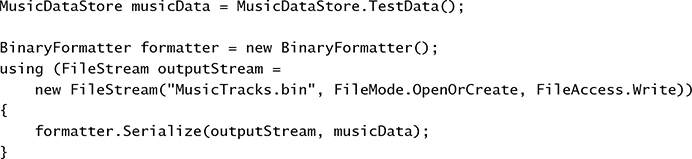 MusicDataStore musicData = MusicDataStore.TestData();

BinaryFormatter formatter = new BinaryFormatter();
using (FileStream outputStream =
    new FileStream("MusicTracks.bin", FileMode.OpenOrCreate, FileAccess.Write))
{
    formatter.Serialize(outputStream, musicData);
}